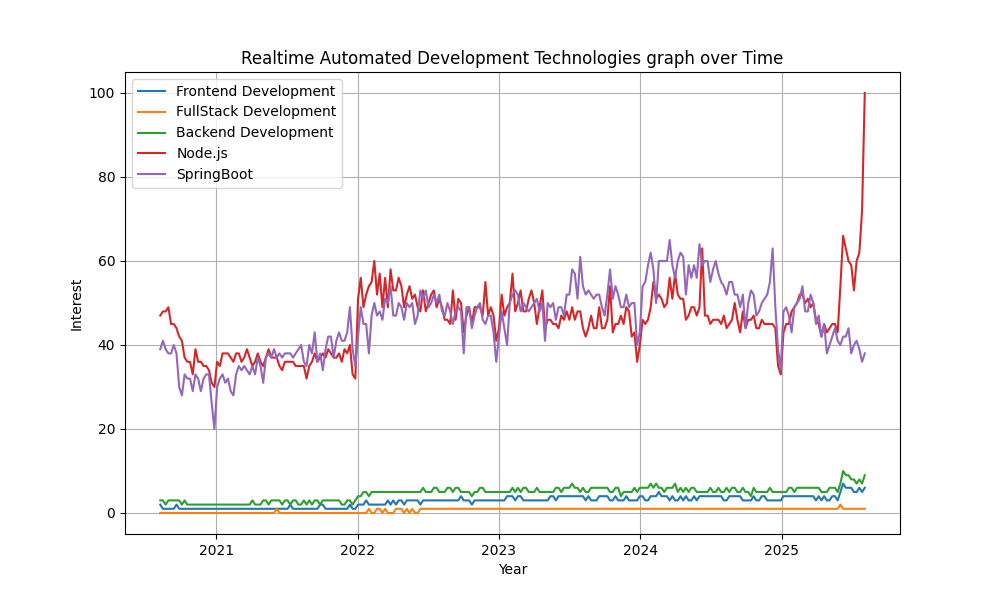 Realtime Automated Development Technologies graph over Time
Frontend Development
FullStack Development
Backend Development
Node.js
SpringBoot
100
80
60
40
20
0
Interest
2021 2022 2023 2024 2025
Year